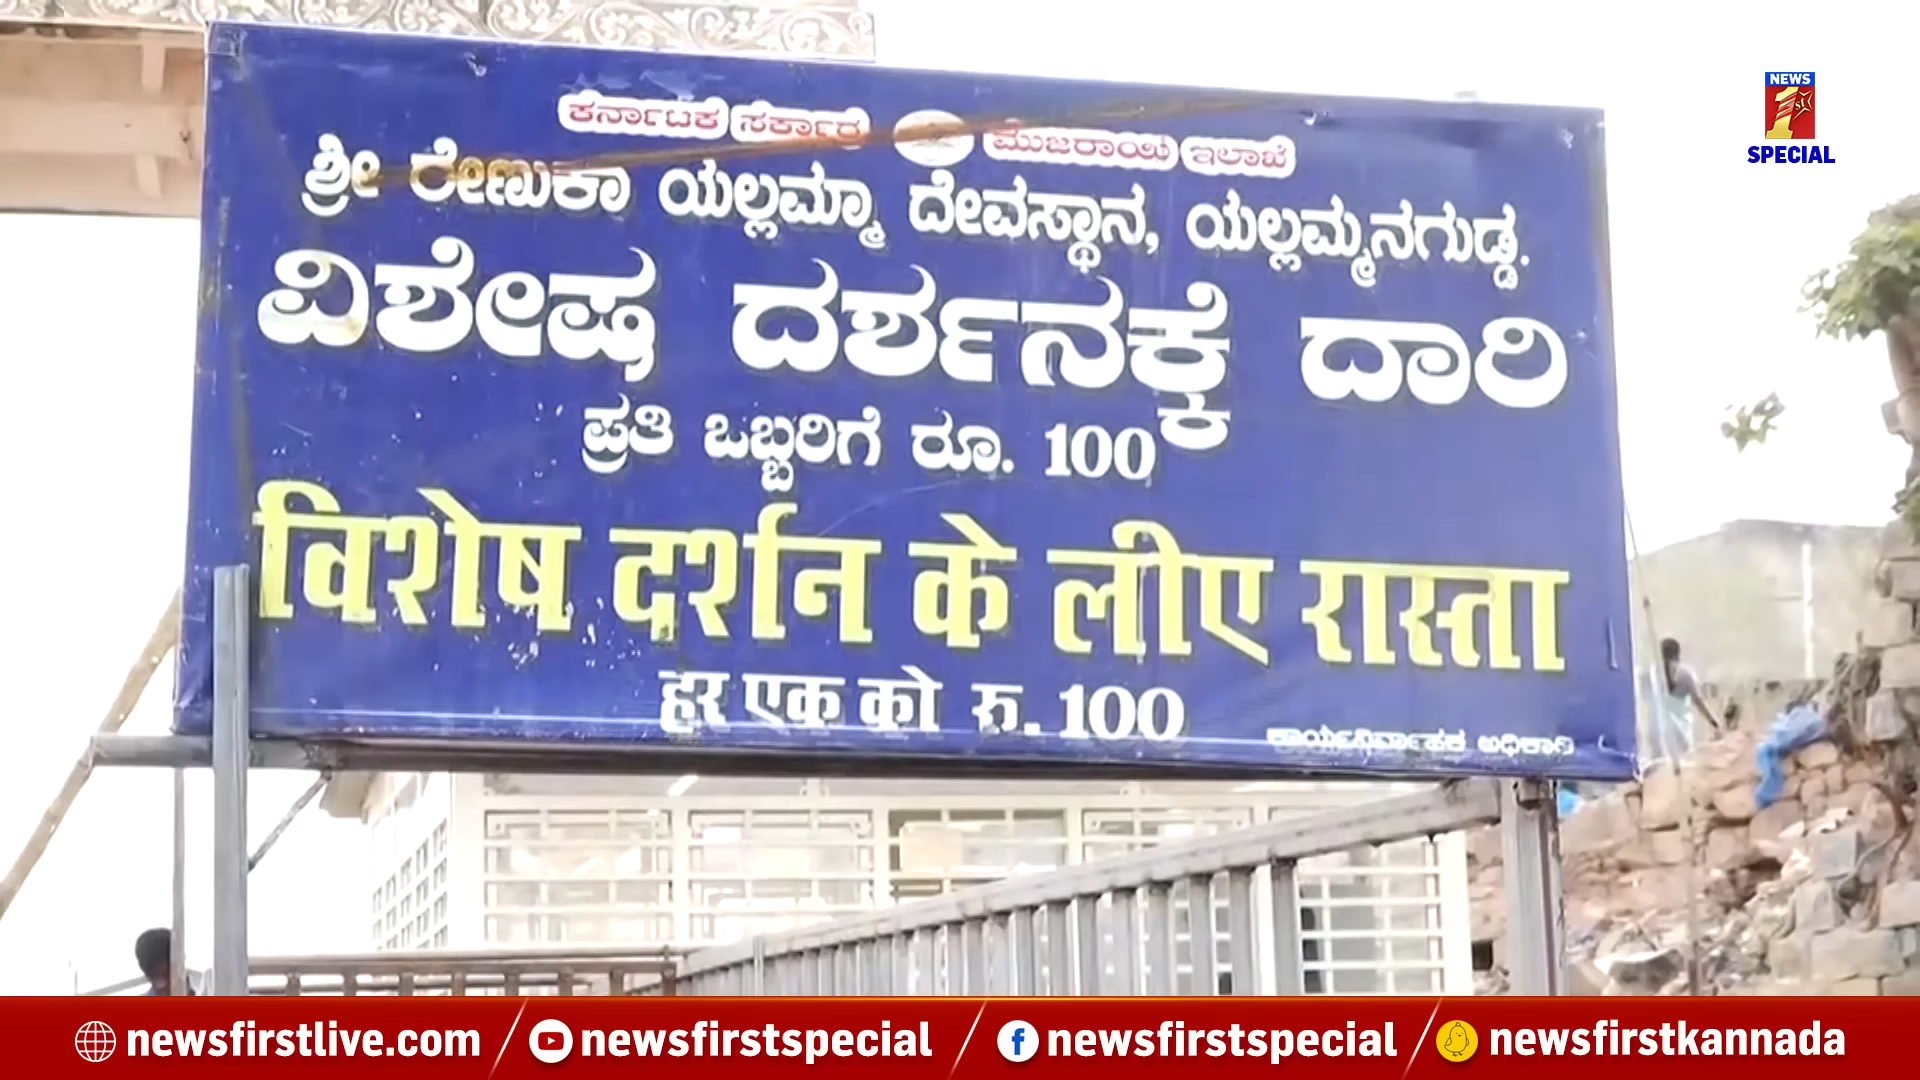 ಕರ್ನಾಟಕ ಸರ್ಕಾರ ಮುಜರಾಯಿ ಇಲಾಖೆ
ಶ್ರೀ ರೇಣುಕಾ ಯಲ್ಲಮ್ಮಾ ದೇವಸ್ಥಾನ, ಯಲ್ಲಮ್ಮನಗುಡ್ಡ.
ವಿಶೇಷ ದರ್ಶನಕ್ಕೆ ದಾರಿ
ಪ್ರತಿ ಒಬ್ಬರಿಗೆ ರೂ. 100
विशेष दर्शन के लीए रास्ता
हर एक को रु. 100
ಕಾರ್ಯನಿರ್ವಾಹಕ ಅಧಿಕಾರಿ
NEWS
1st
SPECIAL
newsfirstlive.com newsfirstspecial newsfirstspecial newsfirstkannada